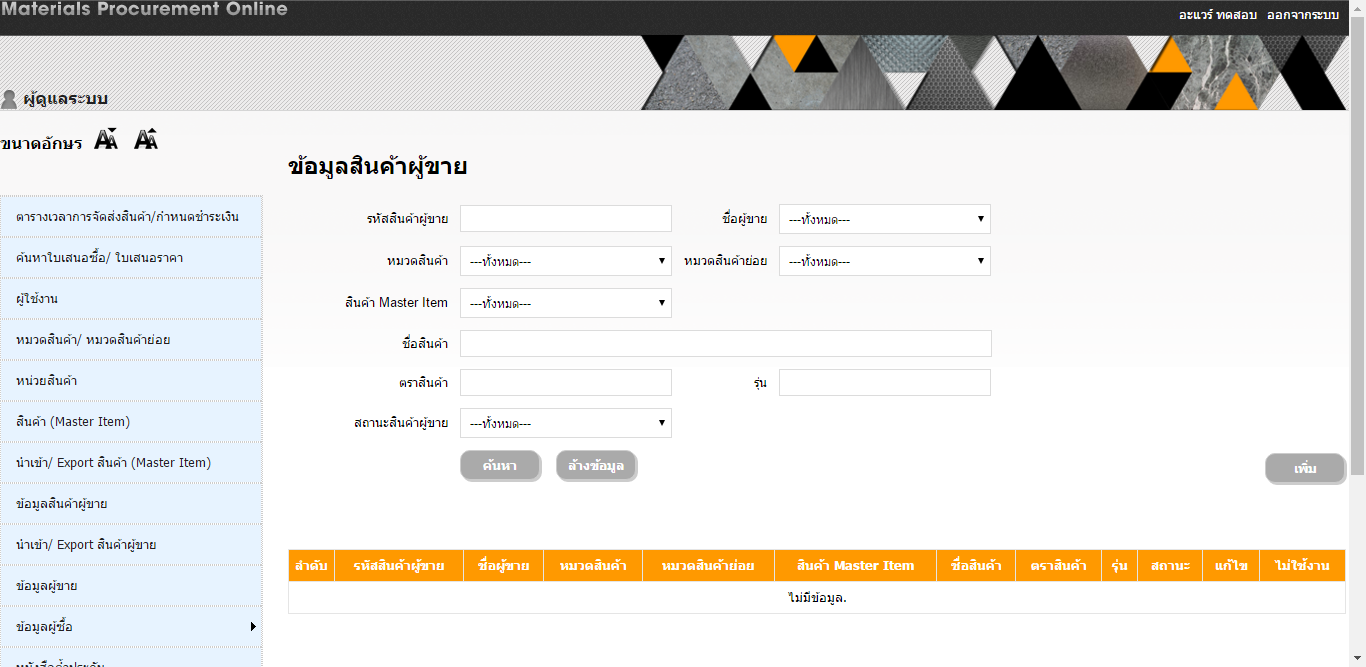 Materials Procurement Online
อะแวร์ ทดสอบ ออกจากระบบ
ผู้ดูแลระบบ
ขนาดอักษร
ข้อมูลสินค้าผู้ขาย
ตารางเวลาการจัดส่งสินค้า/กำหนดชำระเงิน
ค้นหาใบเสนอซื้อ/ ใบเสนอราคา
ผู้ใช้งาน
หมวดสินค้า/ หมวดสินค้าย่อย
หน่วยสินค้า
สินค้า (Master Item)
นำเข้า/ Export สินค้า (Master Item)
ข้อมูลสินค้าผู้ขาย
นำเข้า/ Export สินค้าผู้ขาย
ข้อมูลผู้ขาย
ข้อมูลผู้ซื้อ
หนังสือค้ำประกัน
รหัสสินค้าผู้ขาย ชื่อผู้ขาย ---ทั้งหมด---
หมวดสินค้า ---ทั้งหมด--- หมวดสินค้าย่อย ---ทั้งหมด---
สินค้า Master Item ---ทั้งหมด---
ชื่อสินค้า
ตราสินค้า รุ่น
สถานะสินค้าผู้ขาย ---ทั้งหมด---
ค้นหา ล้างข้อมูล เพิ่ม
ลำดับ รหัสสินค้าผู้ขาย ชื่อผู้ขาย หมวดสินค้า หมวดสินค้าย่อย สินค้า Master Item ชื่อสินค้า ตราสินค้า รุ่น สถานะ แก้ไข ไม่ใช้งาน
ไม่มีข้อมูล.